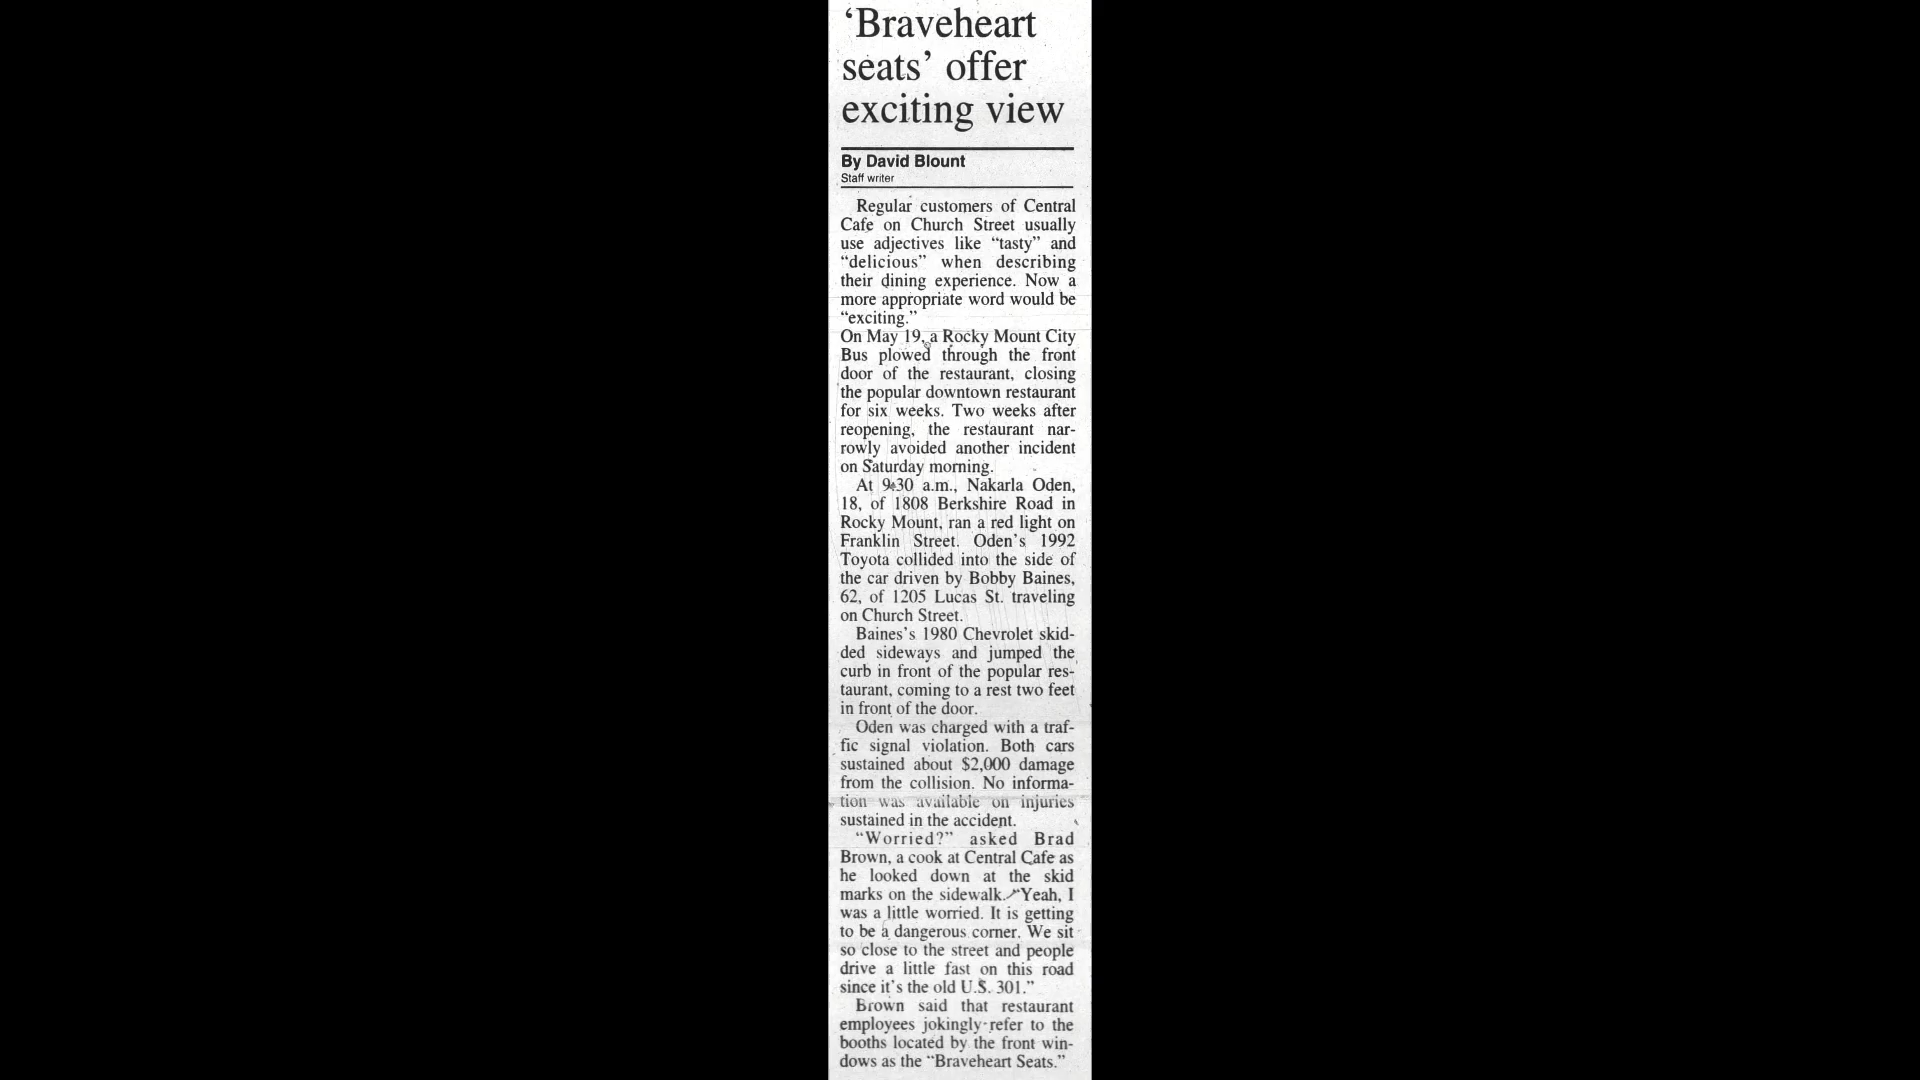 ‘Braveheart
seats’ offer
exciting view
By David Blount
Staff writer
Regular customers of Central
Cafe on Church Street usually
use adjectives like “tasty” and
“delicious” when describing
their dining experience. Now a
more appropriate word would be
“exciting.”
On May 19, a Rocky Mount City
Bus plowed through the front
door of the restaurant, closing
the popular downtown restaurant
for six weeks. Two weeks after
reopening, the restaurant nar-
rowly avoided another incident
on Saturday morning.
At 9:30 a.m., Nakarla Oden,
18, of 1808 Berkshire Road in
Rocky Mount, ran a red light on
Franklin Street. Oden’s 1992
Toyota collided into the side of
the car driven by Bobby Baines,
62, of 1205 Lucas St. traveling
on Church Street.
Baines’s 1980 Chevrolet skid-
ded sideways and jumped the
curb in front of the popular res-
taurant, coming to a rest two feet
in front of the door.
Oden was charged with a traf-
fic signal violation. Both cars
sustained about $2,000 damage
from the collision. No informa-
tion was available on injuries
sustained in the accident.
“Worried?” asked Brad
Brown, a cook at Central Cafe as
he looked down at the skid
marks on the sidewalk. “Yeah, I
was a little worried. It is getting
to be a dangerous corner. We sit
so close to the street and people
drive a little fast on this road
since it’s the old U.S. 301.”
Brown said that restaurant
employees jokingly refer to the
booths located by the front win-
dows as the “Braveheart Seats.”